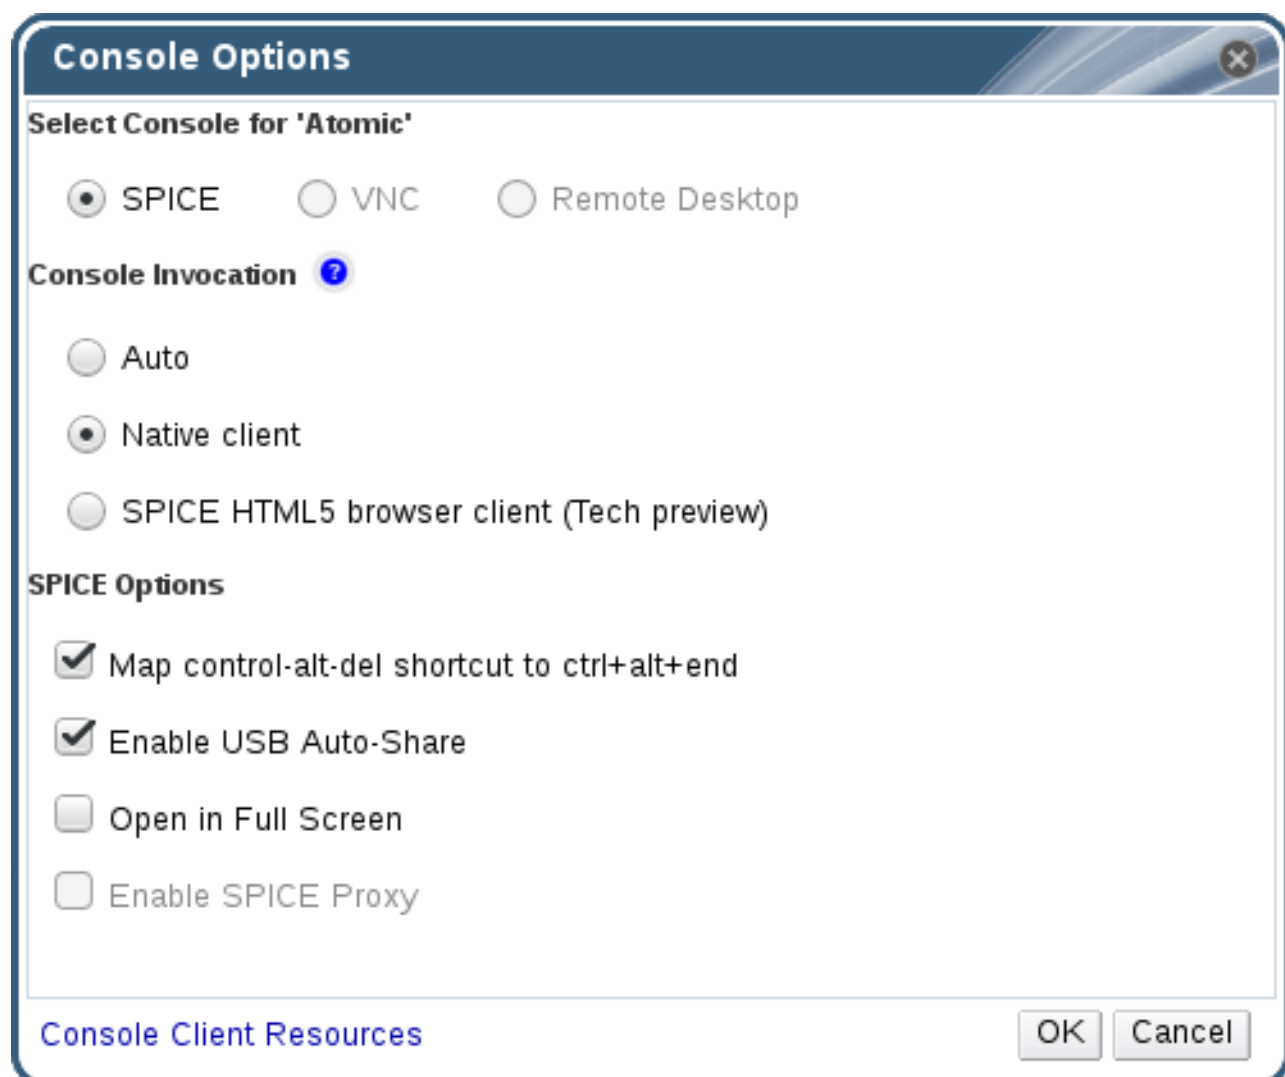 Console Options
Select Console for 'Atomic'
SPICE VNC Remote Desktop
Console Invocation ?
Auto
Native client
SPICE HTML5 browser client (Tech preview)
SPICE Options
Map control-alt-del shortcut to ctrl+alt+end
Enable USB Auto-Share
Open in Full Screen
Enable SPICE Proxy
Console Client Resources OK Cancel